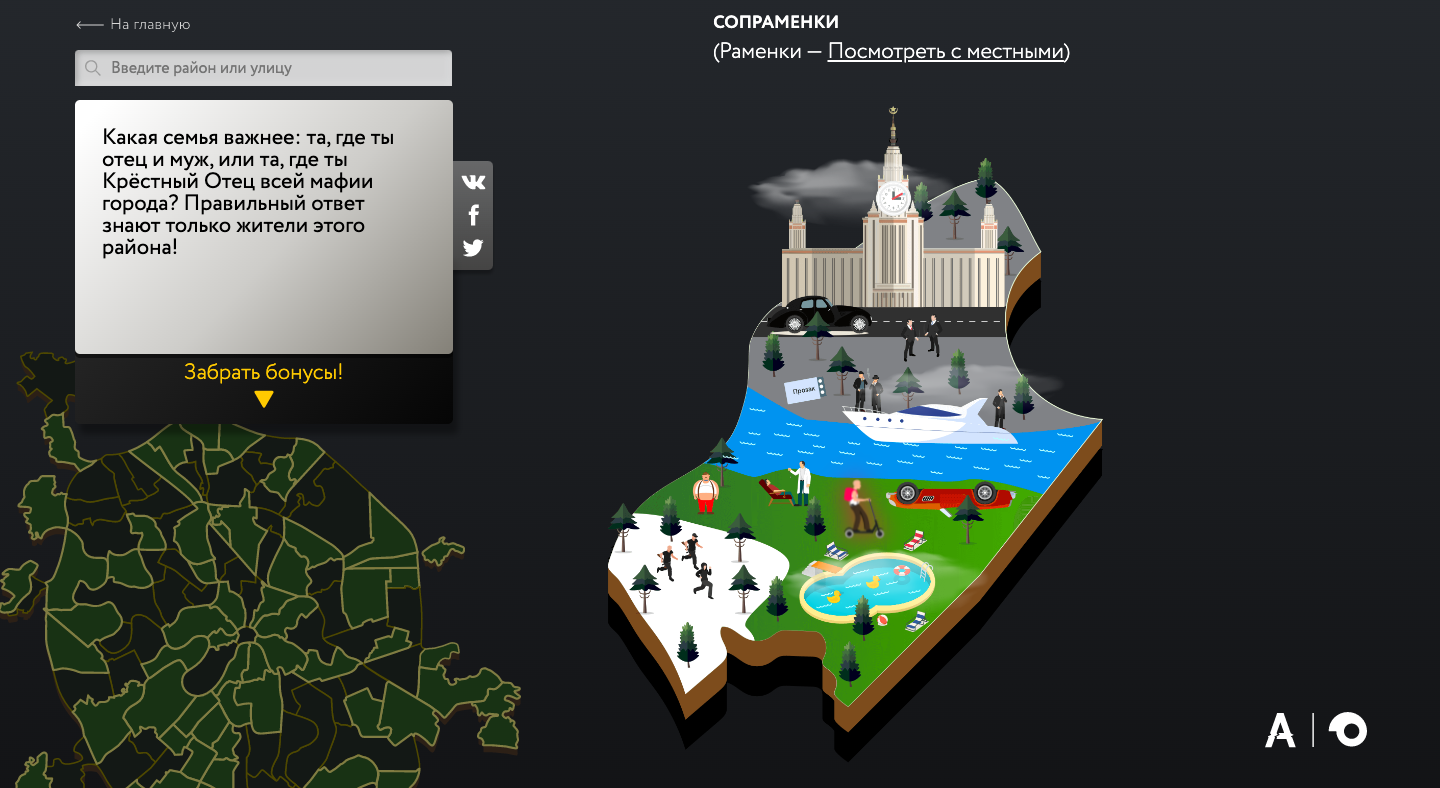 На главную
СОПРАМЕНКИ
(Раменки — Посмотреть с местными)
Введите район или улицу
Какая семья важнее: та, где ты
отец и муж, или та, где ты
Крёстный Отец всей мафии
города? Правильный ответ
знают только жители этого
района!
Забрать бонусы!
Прозак